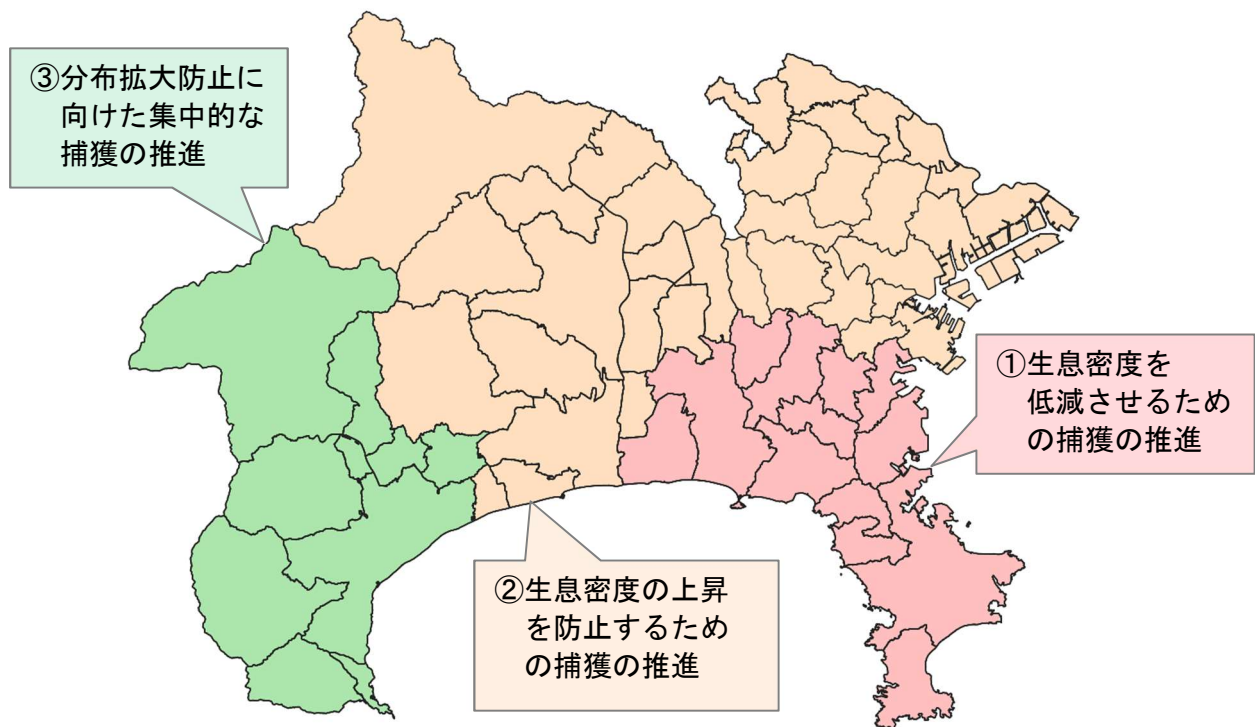 ③分布拡大防止に
向けた集中的な
捕獲の推進
①生息密度を
低減させるため
の捕獲の推進
②生息密度の上昇
を防止するため
の捕獲の推進